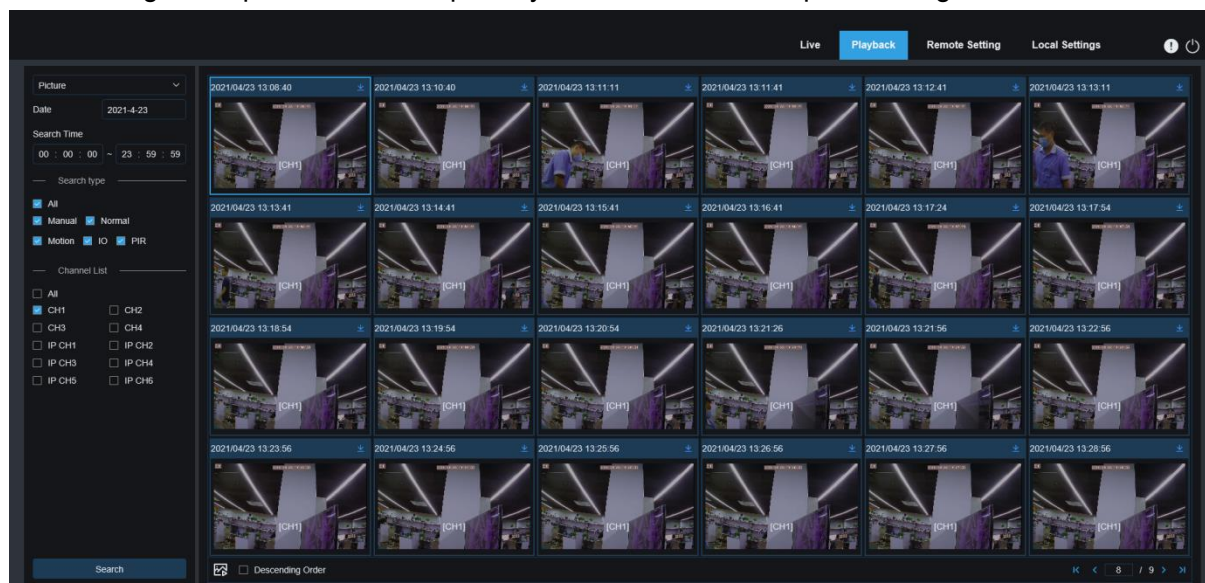 Live Playback Remote Setting Local Settings
Picture
Date 2021-4-23
Search Time
00 : 00 : 00 ~ 23 : 59 : 59
Search type
All
Manual Normal
Motion IO PIR
Channel List
All
CH1 CH2
CH3 CH4
IP CH1 IP CH2
IP CH3 IP CH4
IP CH5 IP CH6
Search
2021/04/23 13:08:40 2021/04/23 13:10:40 2021/04/23 13:11:11 2021/04/23 13:11:41 2021/04/23 13:12:41 2021/04/23 13:13:11
[CH1] [CH1] [CH1] [CH1] [CH1] [CH1]
2021/04/23 13:13:41 2021/04/23 13:14:41 2021/04/23 13:15:41 2021/04/23 13:16:41 2021/04/23 13:17:24 2021/04/23 13:17:54
[CH1] [CH1] [CH1] [CH1] [CH1] [CH1]
2021/04/23 13:18:54 2021/04/23 13:19:54 2021/04/23 13:20:54 2021/04/23 13:21:26 2021/04/23 13:21:56 2021/04/23 13:22:56
[CH1] [CH1] [CH1] [CH1] [CH1] [CH1]
2021/04/23 13:23:56 2021/04/23 13:24:56 2021/04/23 13:25:56 2021/04/23 13:26:56 2021/04/23 13:27:56 2021/04/23 13:28:56
[CH1] [CH1] [CH1] [CH1] [CH1] [CH1]
Descending Order 8 / 9